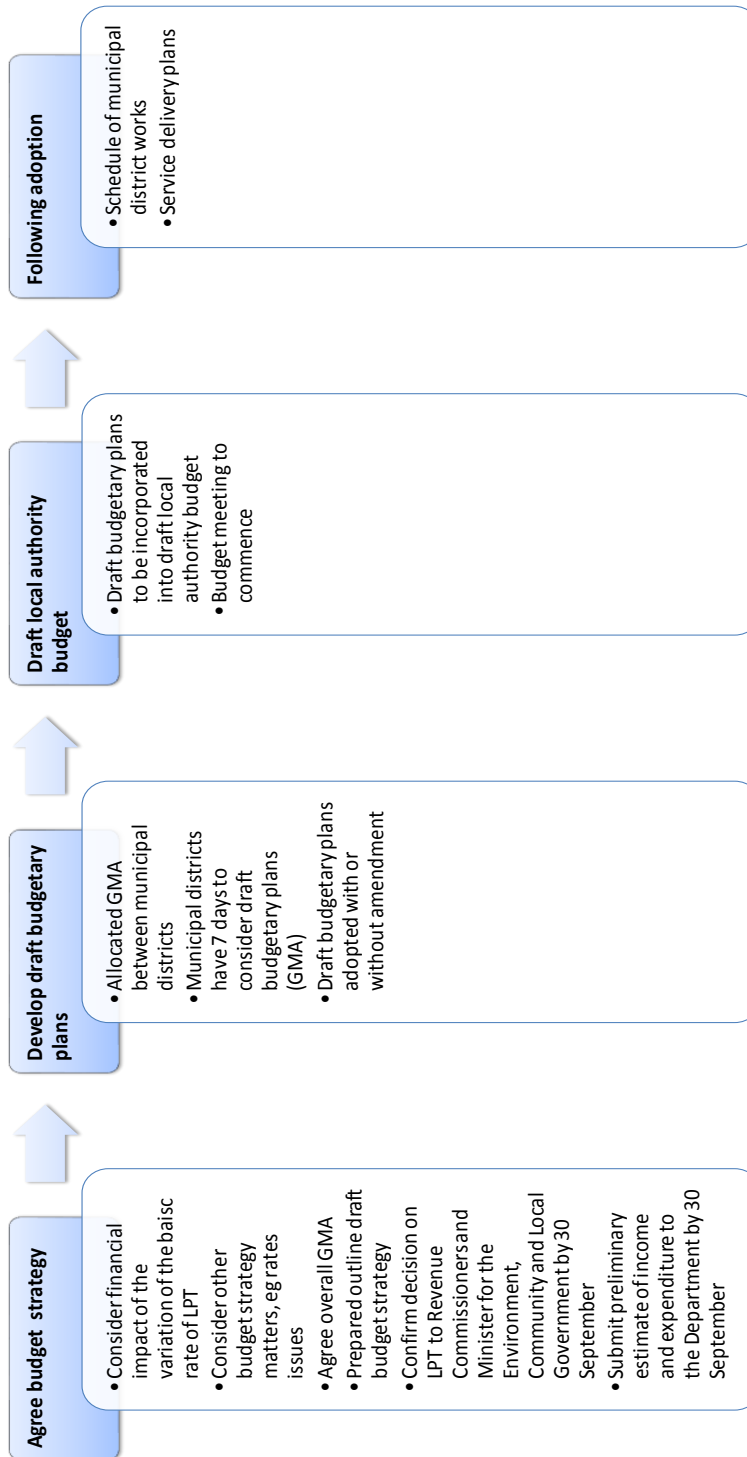 Agree budget strategy
• Consider financial
impact of the
variation of the baisc
rate of LPT
• Consider other
budget strategy
matters, eg rates
issues
• Agree overall GMA
• Prepared outline draft
budget strategy
• Confirm decision on
LPT to Revenue
Commissioners and
Minister for the
Environment,
Community and Local
Government by 30
September
• Submit preliminary
estimate of income
and expenditure to
the Department by 30
September
Develop draft budgetary
plans
• Allocated GMA
between municipal
districts
• Municipal districts
have 7 days to
consider draft
budgetary plans
(GMA)
• Draft budgetary plans
adopted with or
without amendment
Draft local authority
budget
• Draft budgetary plans
to be incorporated
into draft local
authority budget
• Budget meeting to
commence
Following adoption
• Schedule of municipal
district works
• Service delivery plans